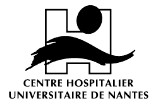 CENTRE HOSPITALIER
UNIVERSITAIRE DE NANTES